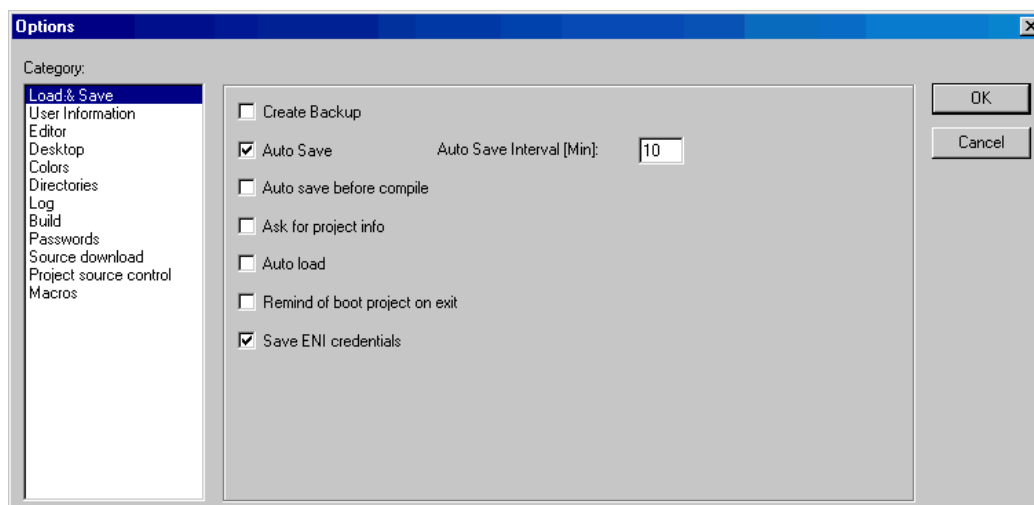 Options
Category:
Load & Save
User Information
Editor
Desktop
Colors
Directories
Log
Build
Passwords
Source download
Project source control
Macros
Create Backup
Auto Save Auto Save Interval [Min]: 10
Auto save before compile
Ask for project info
Auto load
Remind of boot project on exit
Save ENI credentials
OK
Cancel